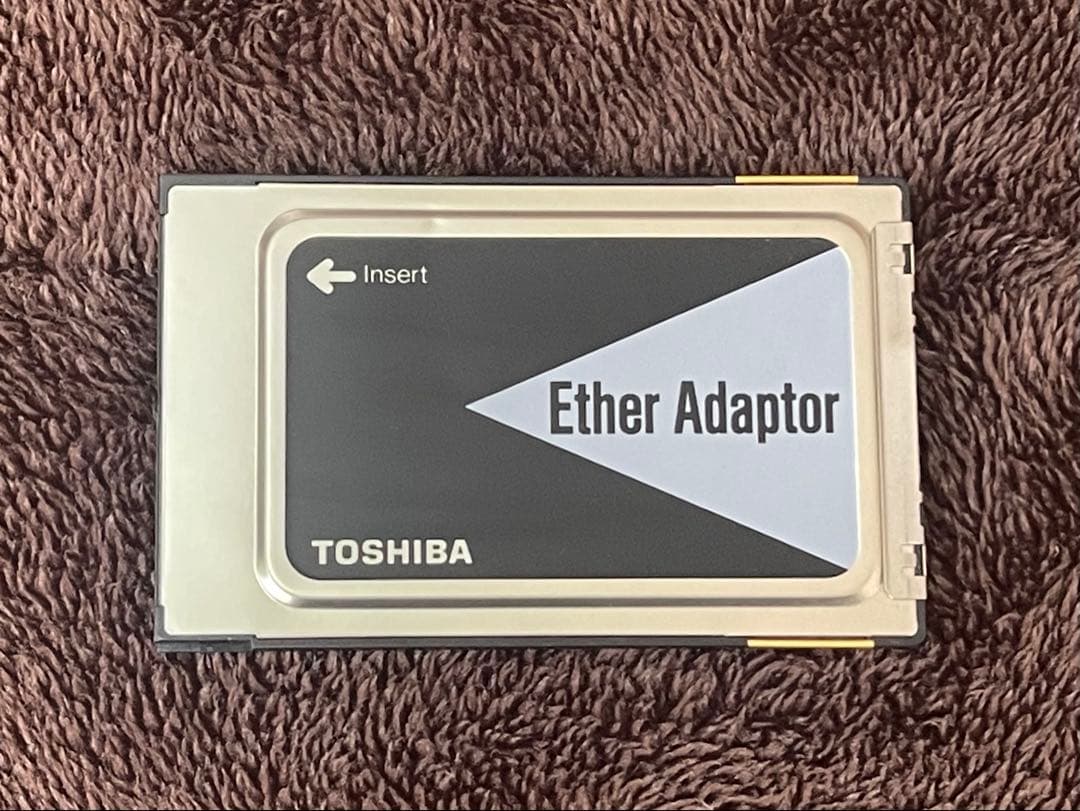 Insert
Ether Adaptor
TOSHIBA